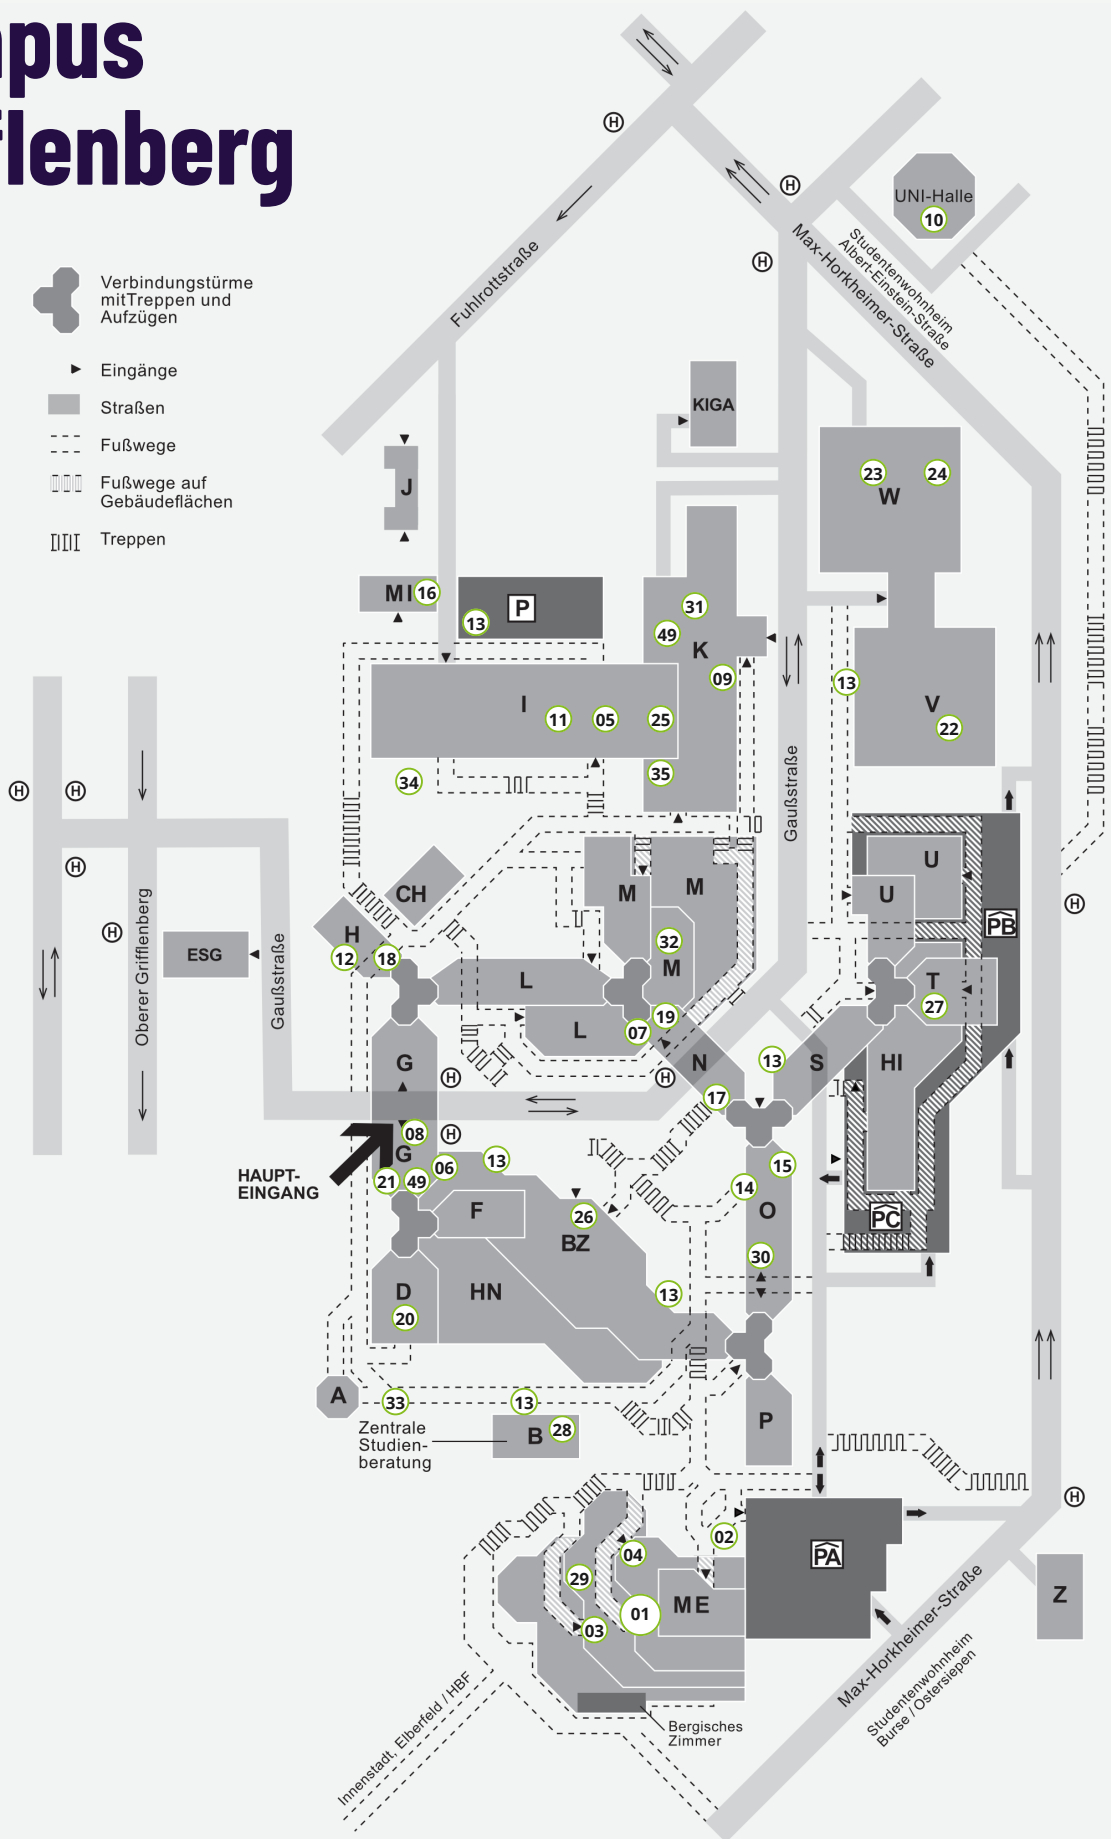 pus
flenberg
Verbindungstürme
mitTreppen und
Aufzügen
Eingänge
Straßen
Fußwege
Fußwege auf
Gebäudeflächen
Treppen
H
H
H
UNI-Halle
10
Fuhlrottstraße
Max-Horkheimer-Straße
Studentenwohnheim
Albert-Einstein-Straße
KIGA
J
23
24
W
MI
16
13
P
31
49
K
09
13
V
22
I
11
05
25
35
34
Gaußstraße
H
H
H
H
Oberer Grifflenberg
ESG
Gaußstraße
CH
H
12
18
M
M
32
M
L
L
19
07
N
U
U
PB
H
T
27
HI
S
13
G
H
H
17
08
G
H
HAUPT-
EINGANG
21
49
06
13
14
15
O
26
BZ
F
PC
30
D
20
HN
13
A
33
13
Zentrale
Studien-
beratung
B
28
P
H
02
PA
04
29
01
ME
03
Z
Bergisches
Zimmer
Max-Horkheimer-Straße
Studentenwohnheim
Burse / Ostersiepen
Innenstadt, Elberfeld / HBF